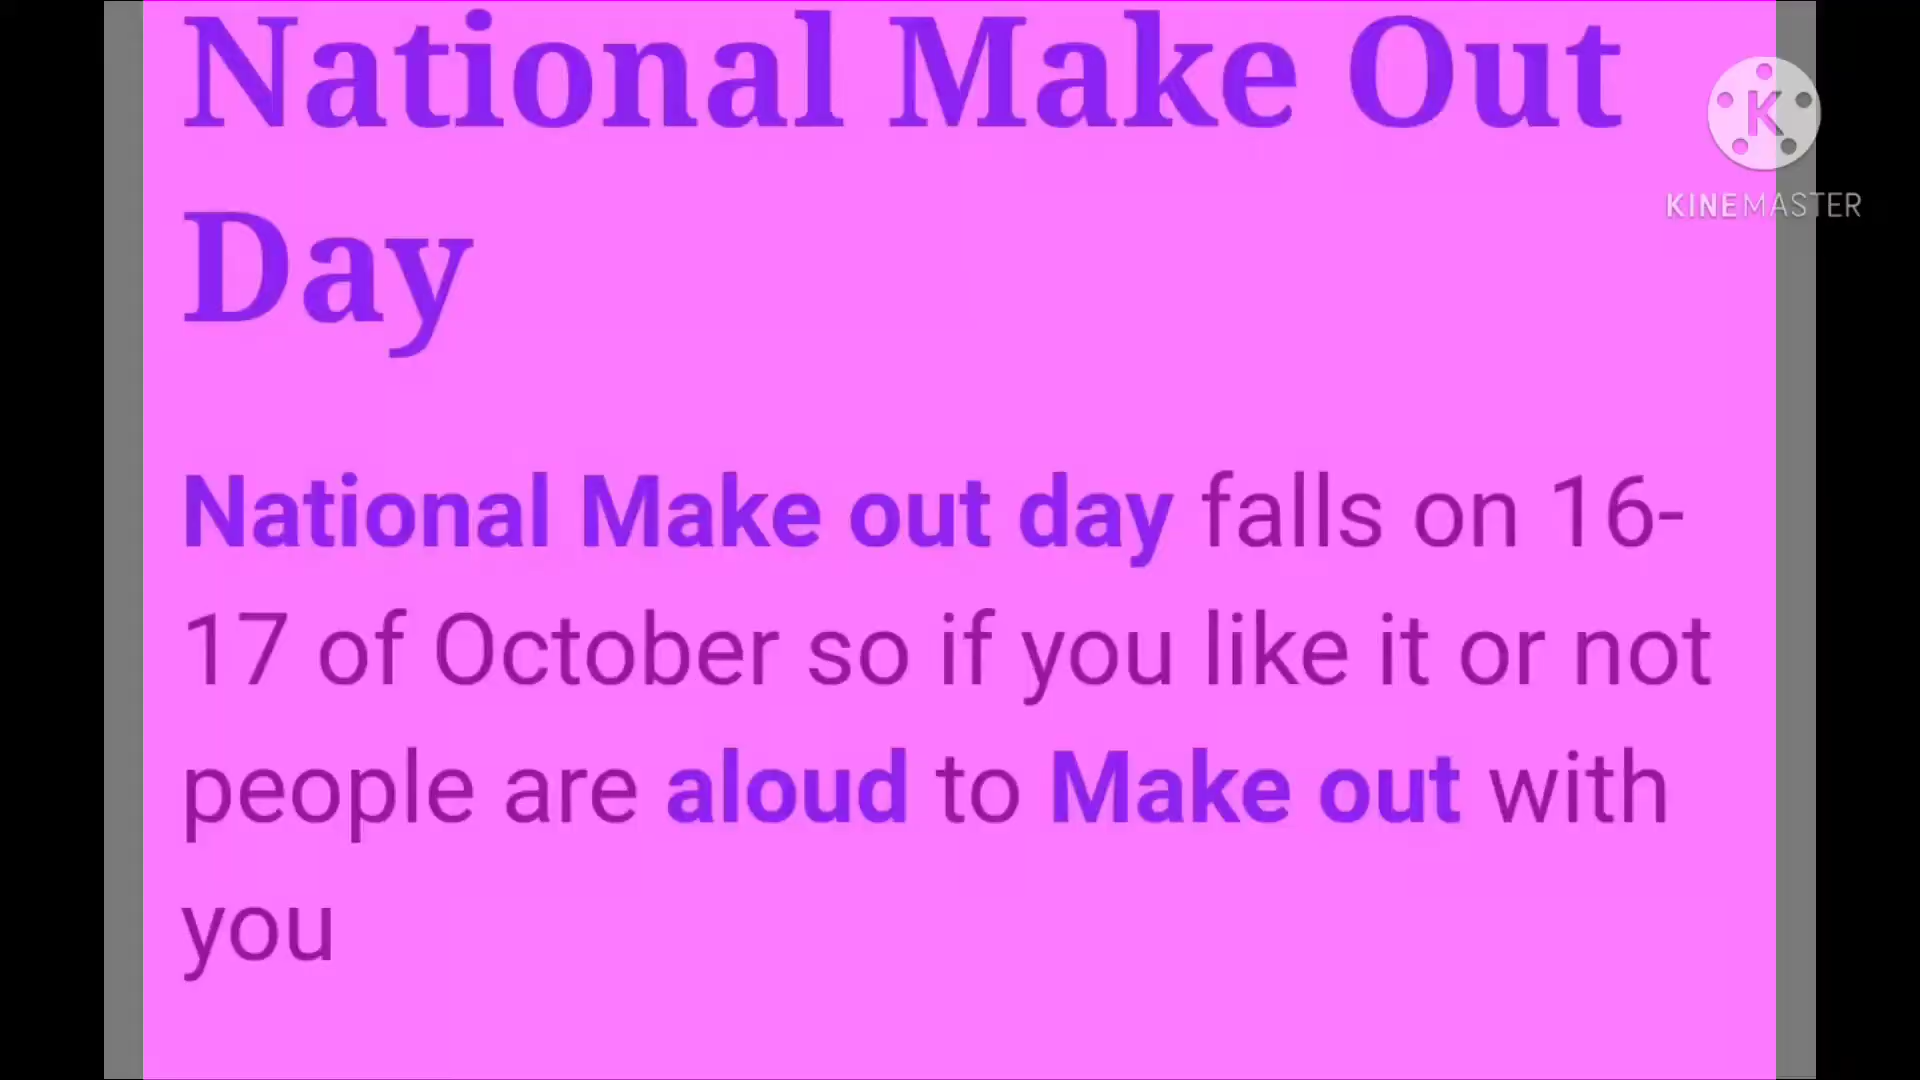 National Make Out
Day
KINEMASTER
National Make out day falls on 16-
17 of October so if you like it or not
people are aloud to Make out with
you